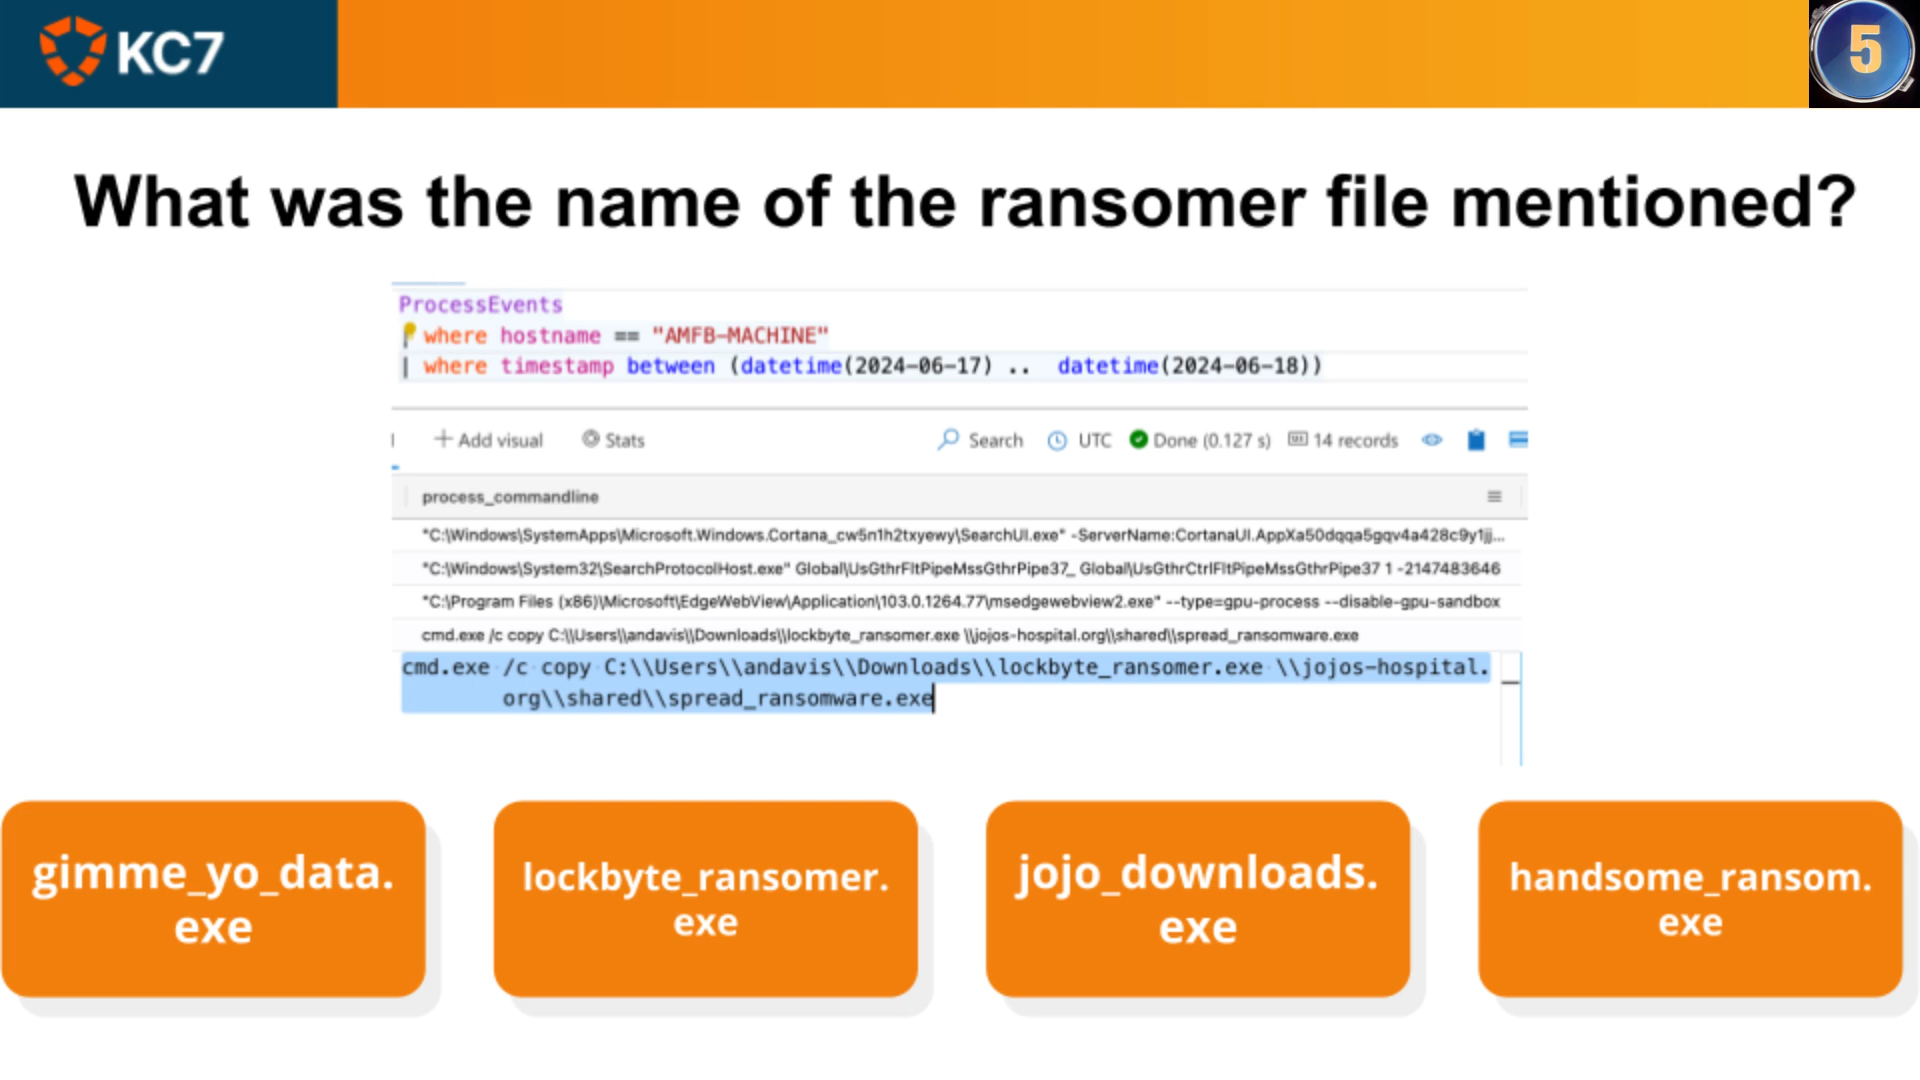 KC7
5
What was the name of the ransomer file mentioned?
ProcessEvents
| where hostname == "AMFB-MACHINE"
| where timestamp between (datetime(2024-06-17) .. datetime(2024-06-18))
Add visual Stats Search UTC Done (0.127 s) 14 records
process_commandline
"C:\Windows\SystemApps\Microsoft.Windows.Cortana_cw5n1h2txyewy\SearchUI.exe" -ServerName:CortanaUI.AppXa50dqqa5gqv4a428c9y1jj...
"C:\Windows\System32\SearchProtocolHost.exe" Global\UsGthrFltPipeMssGthrPipe37_ Global\UsGthrCtrlFltPipeMssGthrPipe37 1 -2147483646
"C:\Program Files (x86)\Microsoft\EdgeWebView\Application\103.0.1264.77\msedgewebview2.exe" --type=gpu-process --disable-gpu-sandbox
cmd.exe /c copy C:\\Users\\andavis\\Downloads\\lockbyte_ransomer.exe \\jojos-hospital.org\\shared\\spread_ransomware.exe
cmd.exe /c copy C:\\Users\\andavis\\Downloads\\lockbyte_ransomer.exe \\jojos-hospital.
org\\shared\\spread_ransomware.exe
gimme_yo_data.
exe
lockbyte_ransomer.
exe
jojo_downloads.
exe
handsome_ransom.
exe